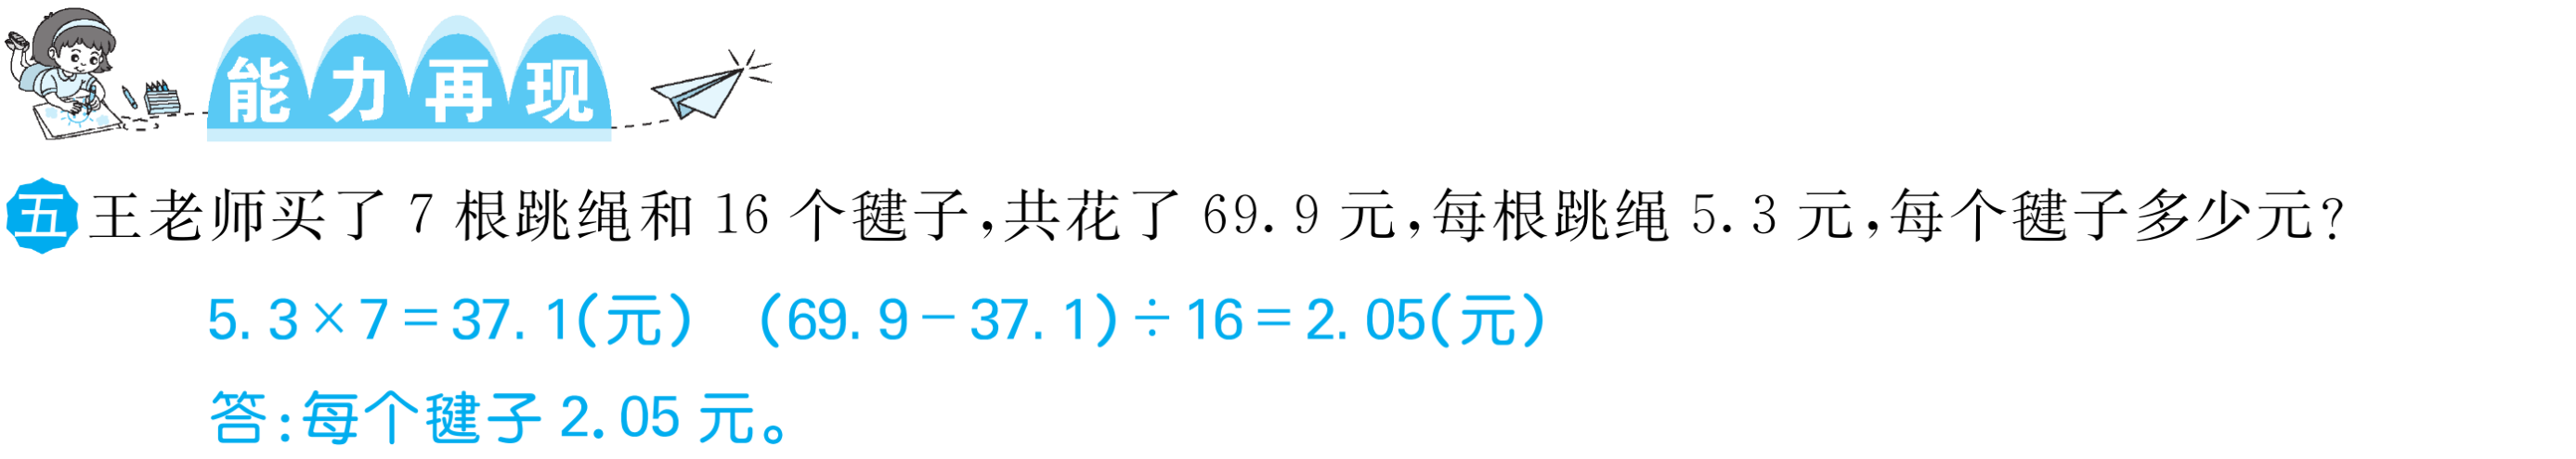 能力再现
五 王老师买了 7 根跳绳和 16 个毽子,共花了 69.9 元,每根跳绳 5.3 元,每个毽子多少元?
5.3×7=37.1(元) (69.9-37.1)÷16=2.05(元)
答:每个毽子 2.05 元。